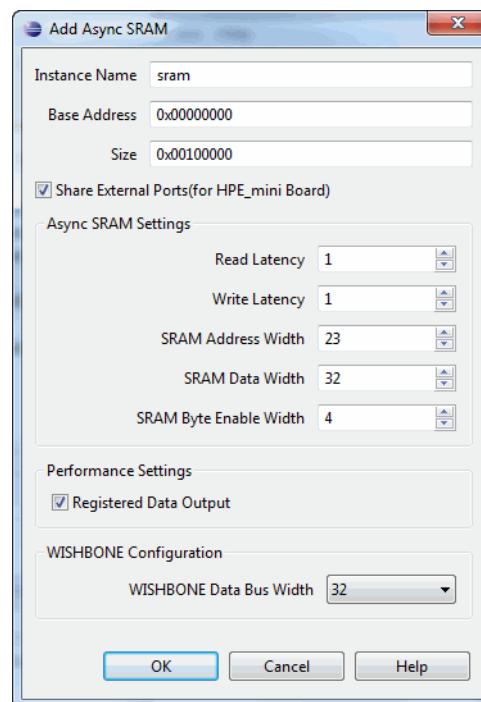 Add Async SRAM
Instance Name sram
Base Address 0x00000000
Size 0x00100000
Share External Ports(for HPE_mini Board)
Async SRAM Settings
Read Latency 1
Write Latency 1
SRAM Address Width 23
SRAM Data Width 32
SRAM Byte Enable Width 4
Performance Settings
Registered Data Output
WISHBONE Configuration
WISHBONE Data Bus Width 32
OK Cancel Help